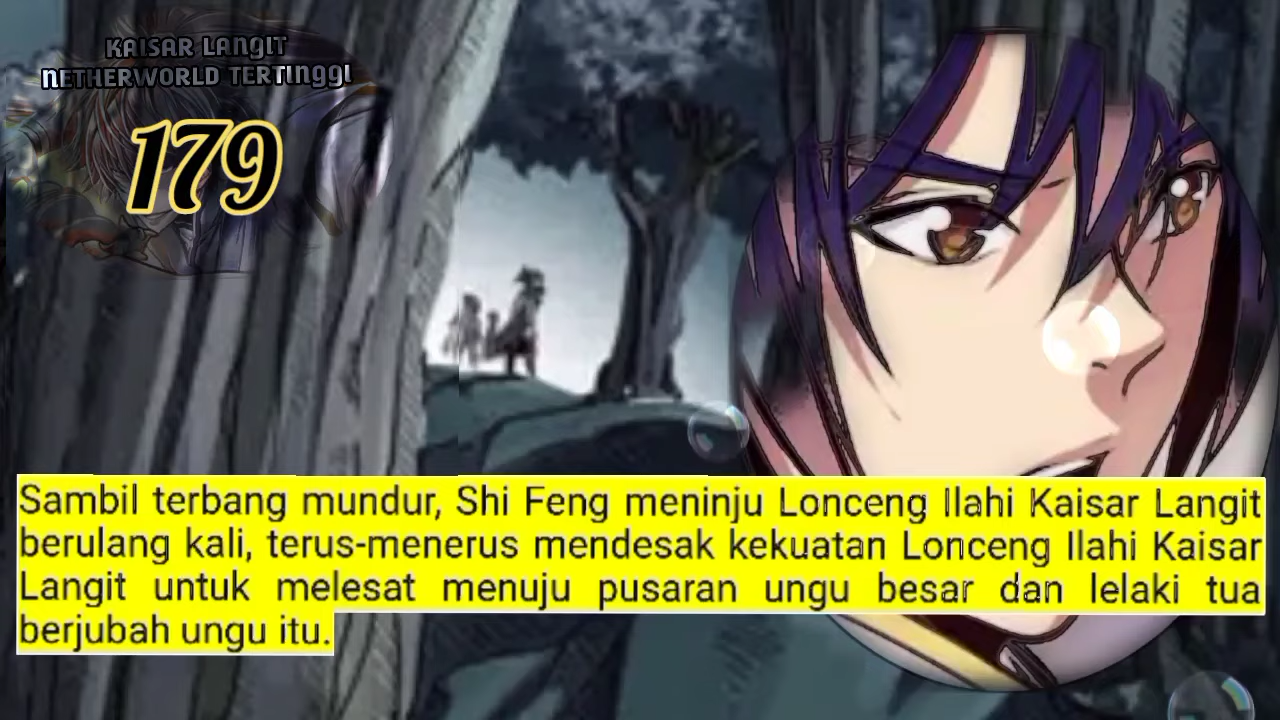 KAISAR LANGIT
NETHERWORLD TERTINGGI
179
Sambil terbang mundur, Shi Feng meninju Lonceng Ilahi Kaisar Langit
berulang kali, terus-menerus mendesak kekuatan Lonceng Ilahi Kaisar
Langit untuk melesat menuju pusaran ungu besar dan lelaki tua
berjubah ungu itu.